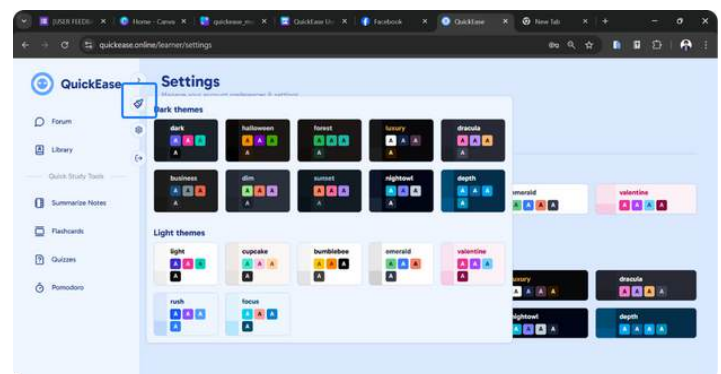 [USER FEEDB
Home - Canva
quickease_mo
QuickEase Us
Facebook
QuickEase
New Tab
quickease.online/learner/settings
QuickEase
Settings
Forum
Library
Quick Study Tools
Summarize Notes
Flashcards
Quizzes
Pomodoro
Dark themes
dark
halloween
forest
luxury
dracula
A A A A
A A A A
A A A A
A A A A
A A A A
business
dim
sunset
nightowl
depth
A A A A
A A A A
A A A A
A A A A
A A A A
Light themes
light
cupcake
bumblebee
emerald
valentine
A A A A
A A A A
A A A A
A A A A
A A A A
rush
focus
A A A A
A A A A
emerald
valentine
A A A A
A A A A
luxury
dracula
A A A A
A A A A
nightowl
depth
A A A A
A A A A